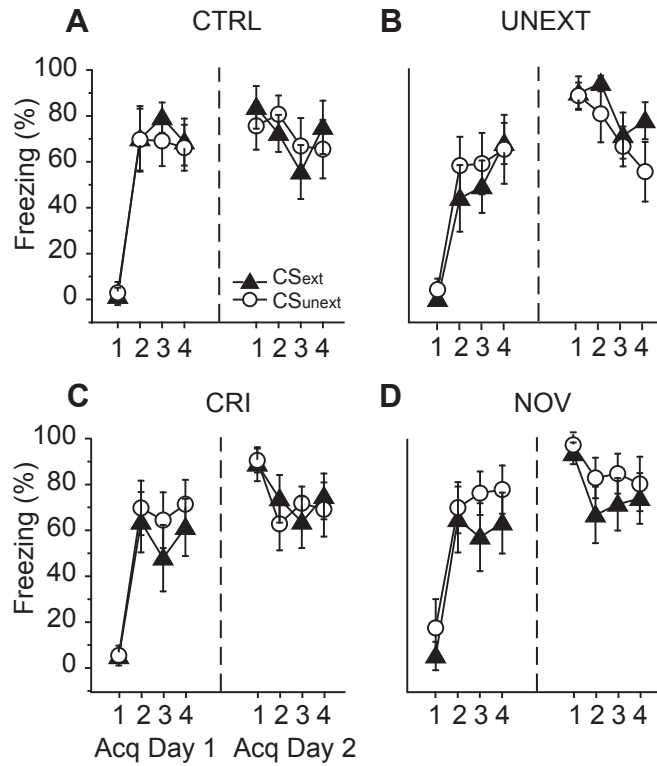 A CTRL
B UNEXT
Freezing (%)
100
80
60
40
20
0
CSext
CSunext
1 2 3 4 1 2 3 4
1 2 3 4 1 2 3 4
C CRI
D NOV
Freezing (%)
100
80
60
40
20
0
1 2 3 4 1 2 3 4
1 2 3 4 1 2 3 4
Acq Day 1 Acq Day 2